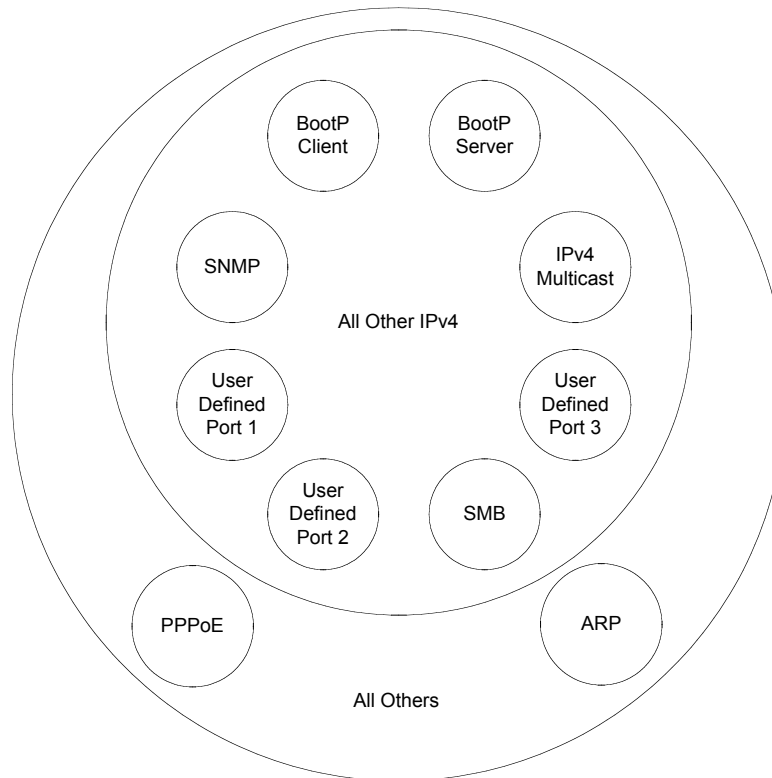 BootP
Client
BootP
Server
SNMP
IPv4
Multicast
All Other IPv4
User
Defined
Port 1
User
Defined
Port 3
User
Defined
Port 2
SMB
PPPoE
ARP
All Others